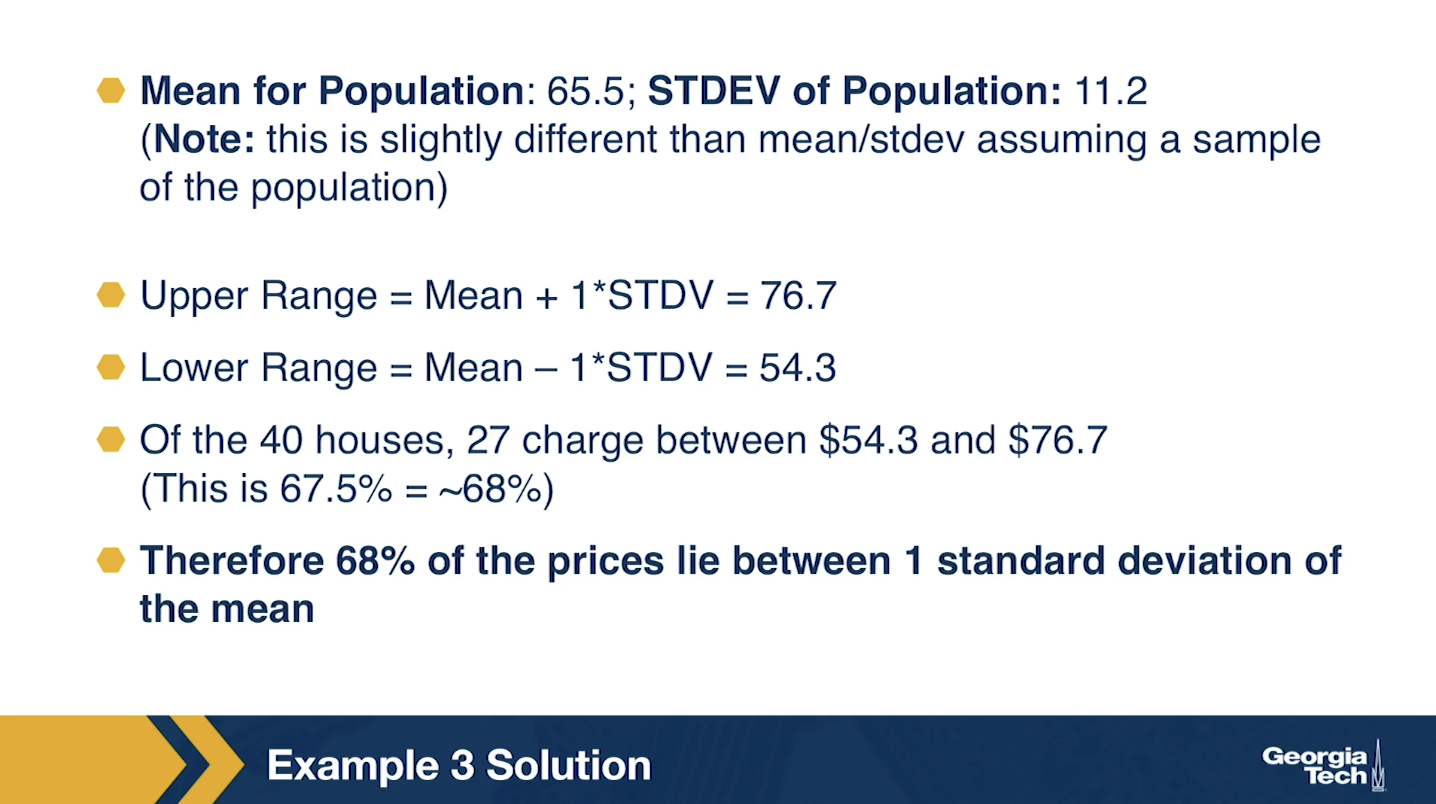 Mean for Population: 65.5; STDEV of Population: 11.2
(Note: this is slightly different than mean/stdev assuming a sample
of the population)
Upper Range = Mean + 1*STDV = 76.7
Lower Range = Mean – 1*STDV = 54.3
Of the 40 houses, 27 charge between $54.3 and $76.7
(This is 67.5% = ~68%)
Therefore 68% of the prices lie between 1 standard deviation of
the mean
Example 3 Solution
Georgia
Tech